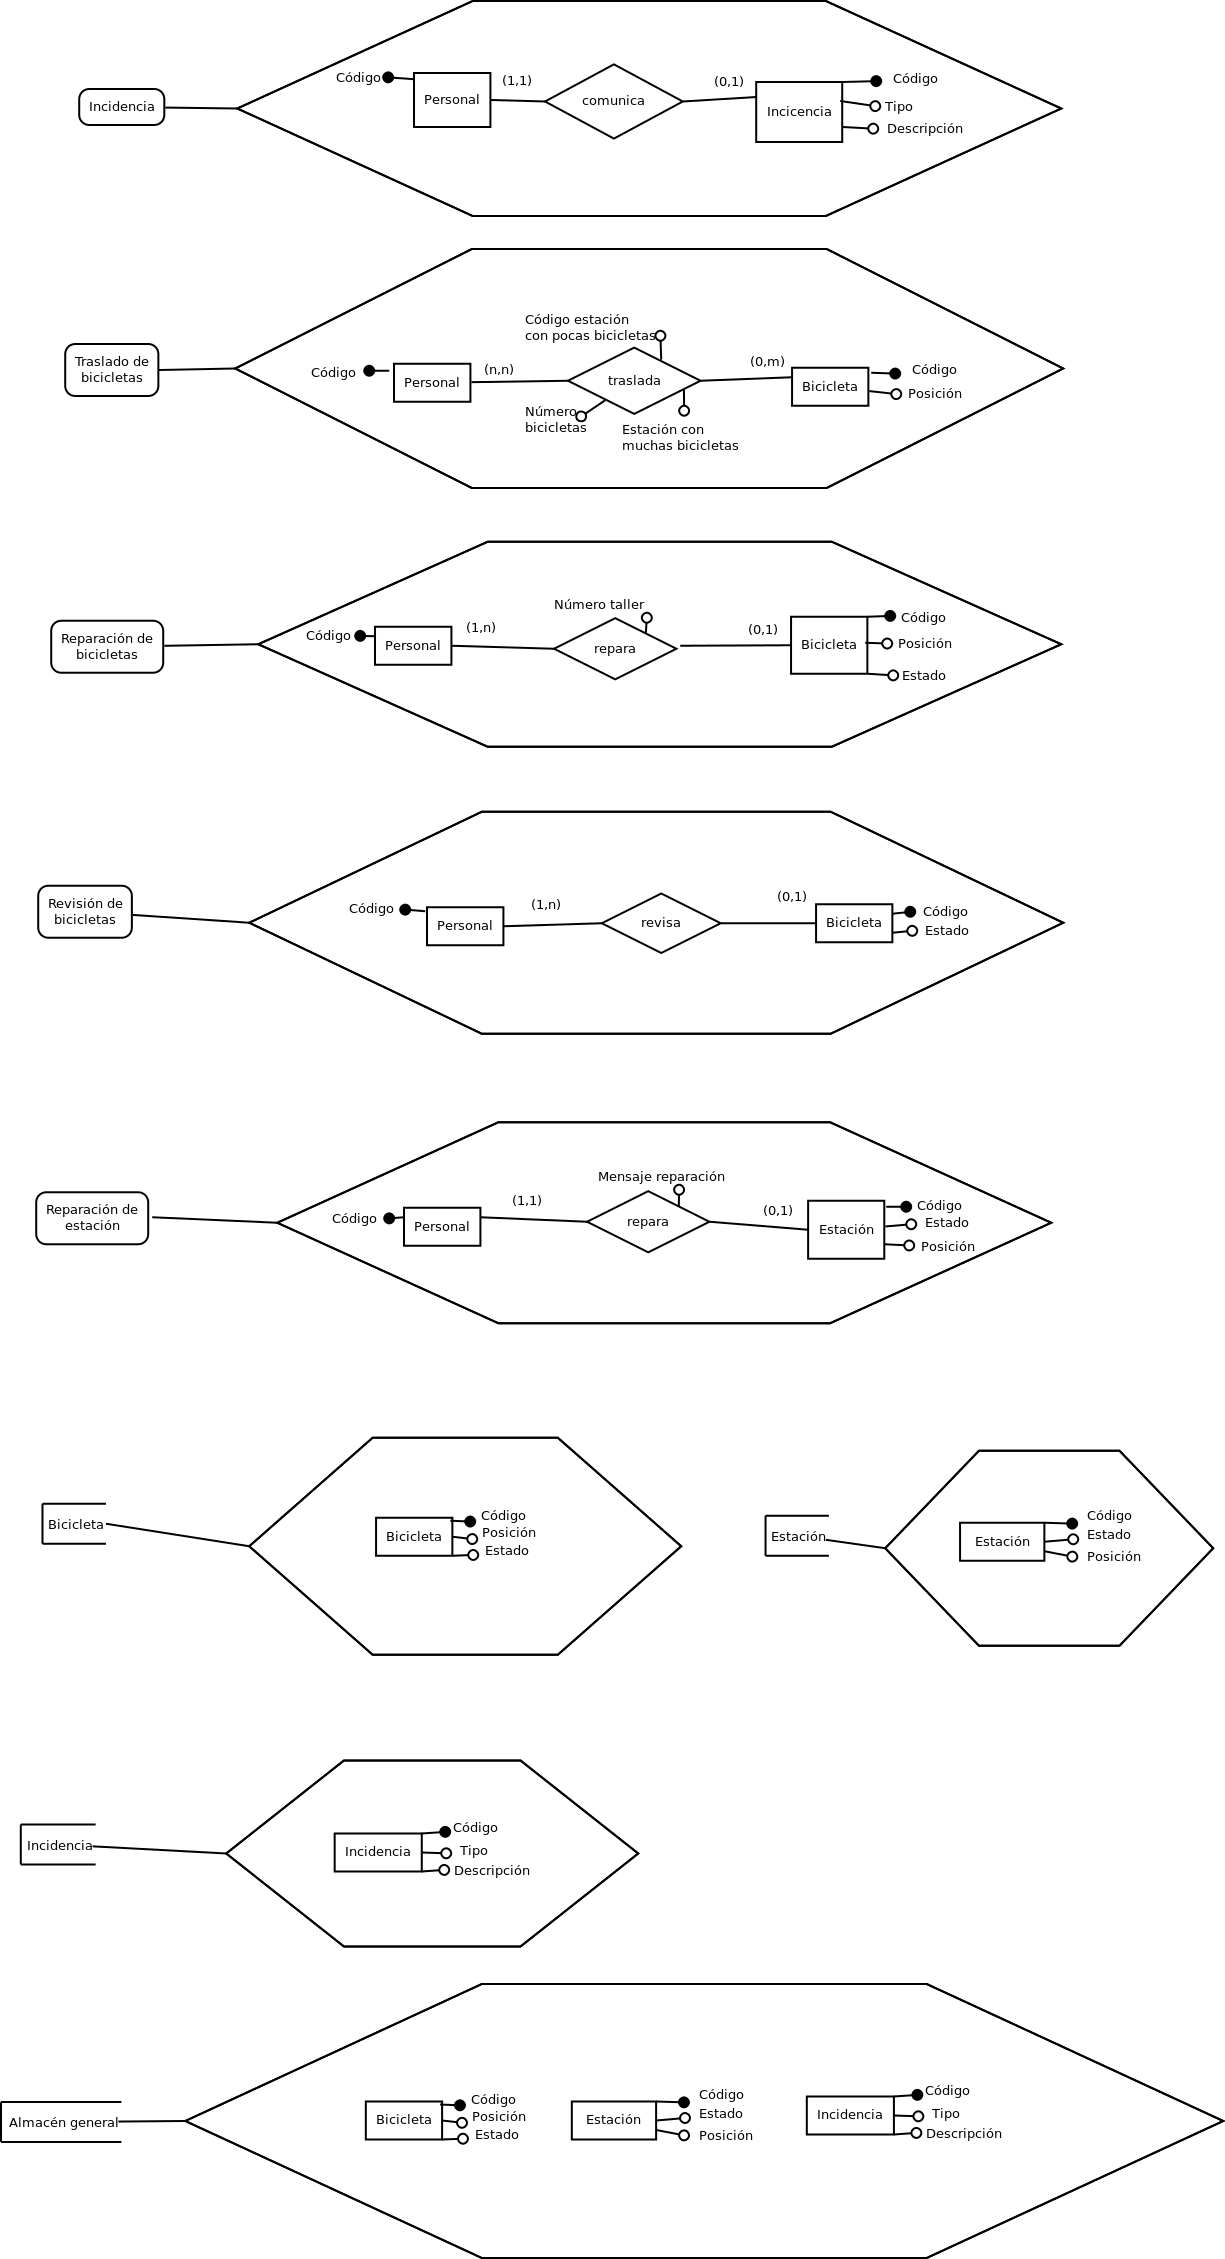 Incidencia
Código
Personal
(1,1)
comunica
(0,1)
Incicencia
Código
Tipo
Descripción
Traslado de
bicicletas
Código
Personal
(n,n)
Código estación
con pocas bicicletas
traslada
Número
bicicletas
Estación con
muchas bicicletas
(0,m)
Bicicleta
Código
Posición
Reparación de
bicicletas
Código
Personal
(1,n)
Número taller
repara
(0,1)
Bicicleta
Código
Posición
Estado
Revisión de
bicicletas
Código
Personal
(1,n)
revisa
(0,1)
Bicicleta
Código
Estado
Reparación de
estación
Código
Personal
(1,1)
Mensaje reparación
repara
(0,1)
Estación
Código
Estado
Posición
Bicicleta
Bicicleta
Código
Posición
Estado
Estación
Estación
Código
Estado
Posición
Incidencia
Incidencia
Código
Tipo
Descripción
Almacén general
Bicicleta
Código
Posición
Estado
Estación
Código
Estado
Posición
Incidencia
Código
Tipo
Descripción